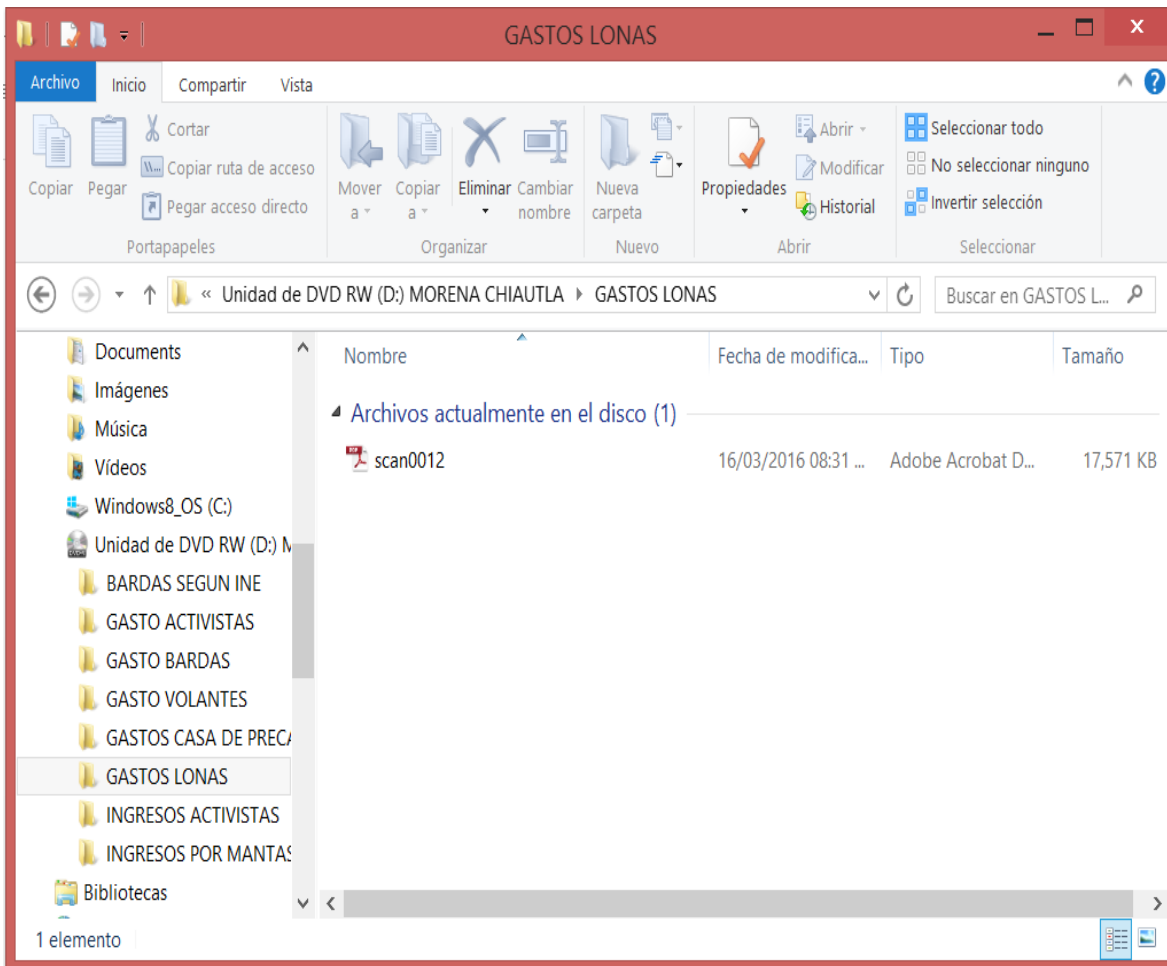 GASTOS LONAS
Archivo Inicio Compartir Vista
Copiar
Pegar
Cortar
Copiar ruta de acceso
Pegar acceso directo
Portapapeles
Mover a
Copiar a
Eliminar
Cambiar nombre
Organizar
Nueva carpeta
Nuevo
Propiedades
Abrir
Modificar
Historial
Abrir
Seleccionar todo
No seleccionar ninguno
Invertir selección
Seleccionar
« Unidad de DVD RW (D:) MORENA CHIAUTLA GASTOS LONAS
Buscar en GASTOS L...
Documents
Imágenes
Música
Vídeos
Windows8_OS (C:)
Unidad de DVD RW (D:) M
BARDAS SEGUN INE
GASTO ACTIVISTAS
GASTO BARDAS
GASTO VOLANTES
GASTOS CASA DE PRECA
GASTOS LONAS
INGRESOS ACTIVISTAS
INGRESOS POR MANTAS
Bibliotecas
Nombre Fecha de modifica... Tipo Tamaño
Archivos actualmente en el disco (1)
scan0012 16/03/2016 08:31 ... Adobe Acrobat D... 17,571 KB
1 elemento